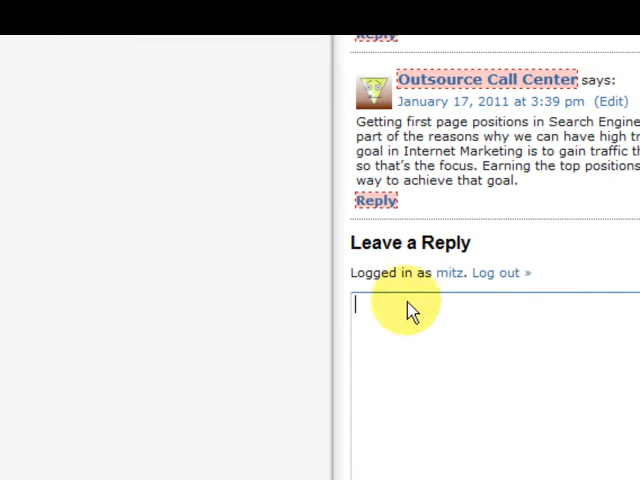 Reply
Outsource Call Center says:
January 17, 2011 at 3:39 pm (Edit)
Getting first page positions in Search Engine
part of the reasons why we can have high tr
goal in Internet Marketing is to gain traffic th
so that's the focus. Earning the top positions
way to achieve that goal.
Reply
Leave a Reply
Logged in as mitz. Log out »